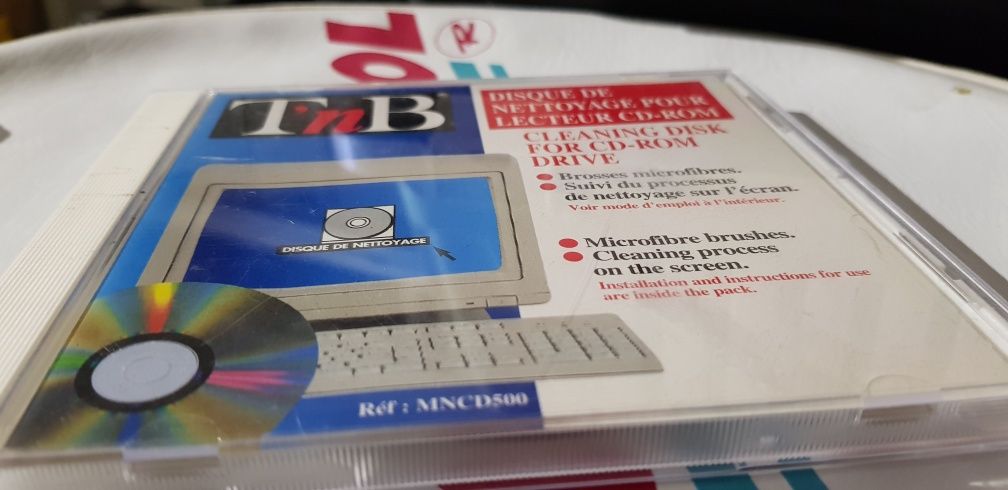 OL
R
T'nB
DISQUE DE
NETTOYAGE POUR
LECTEUR CD-ROM
CLEANING DISK
FOR CD-ROM
DRIVE
Brosses microfibres.
Suivi du processus
de nettoyage sur l'écran.
Voir mode d'emploi à l'intérieur.
DISQUE DE NETTOYAGE
Microfibre brushes.
Cleaning process
on the screen.
Installation and instructions for use
are inside the pack.
Réf : MNCD500